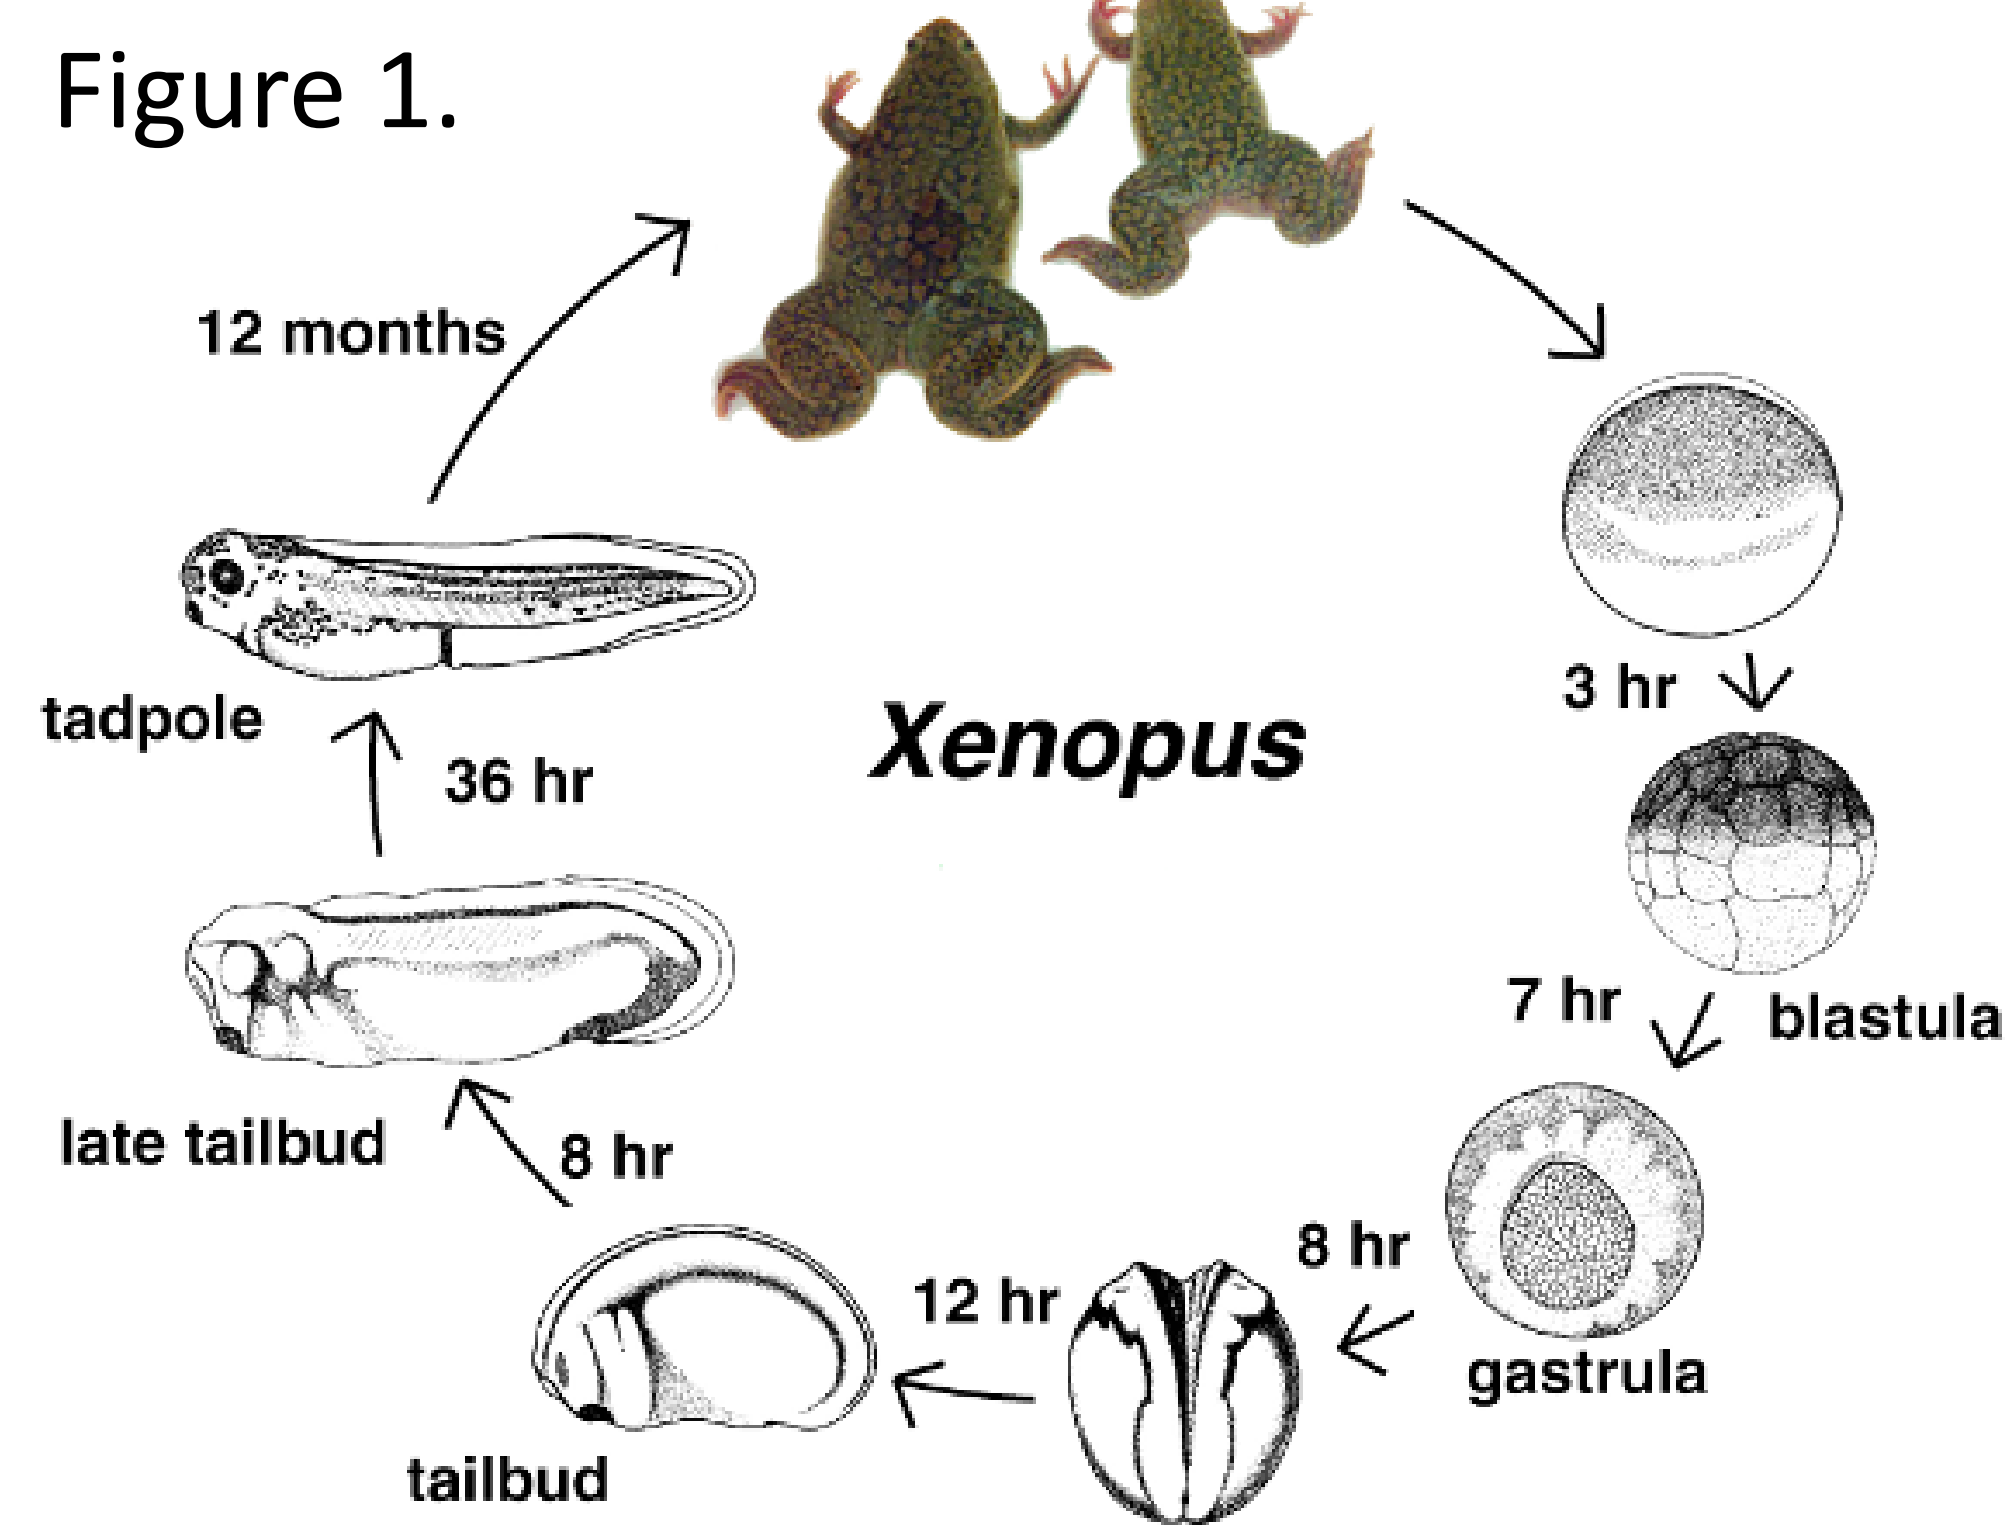 Figure 1.
12 months
3 hr
blastula
7 hr
gastrula
8 hr
12 hr
tailbud
8 hr
late tailbud
36 hr
tadpole
Xenopus